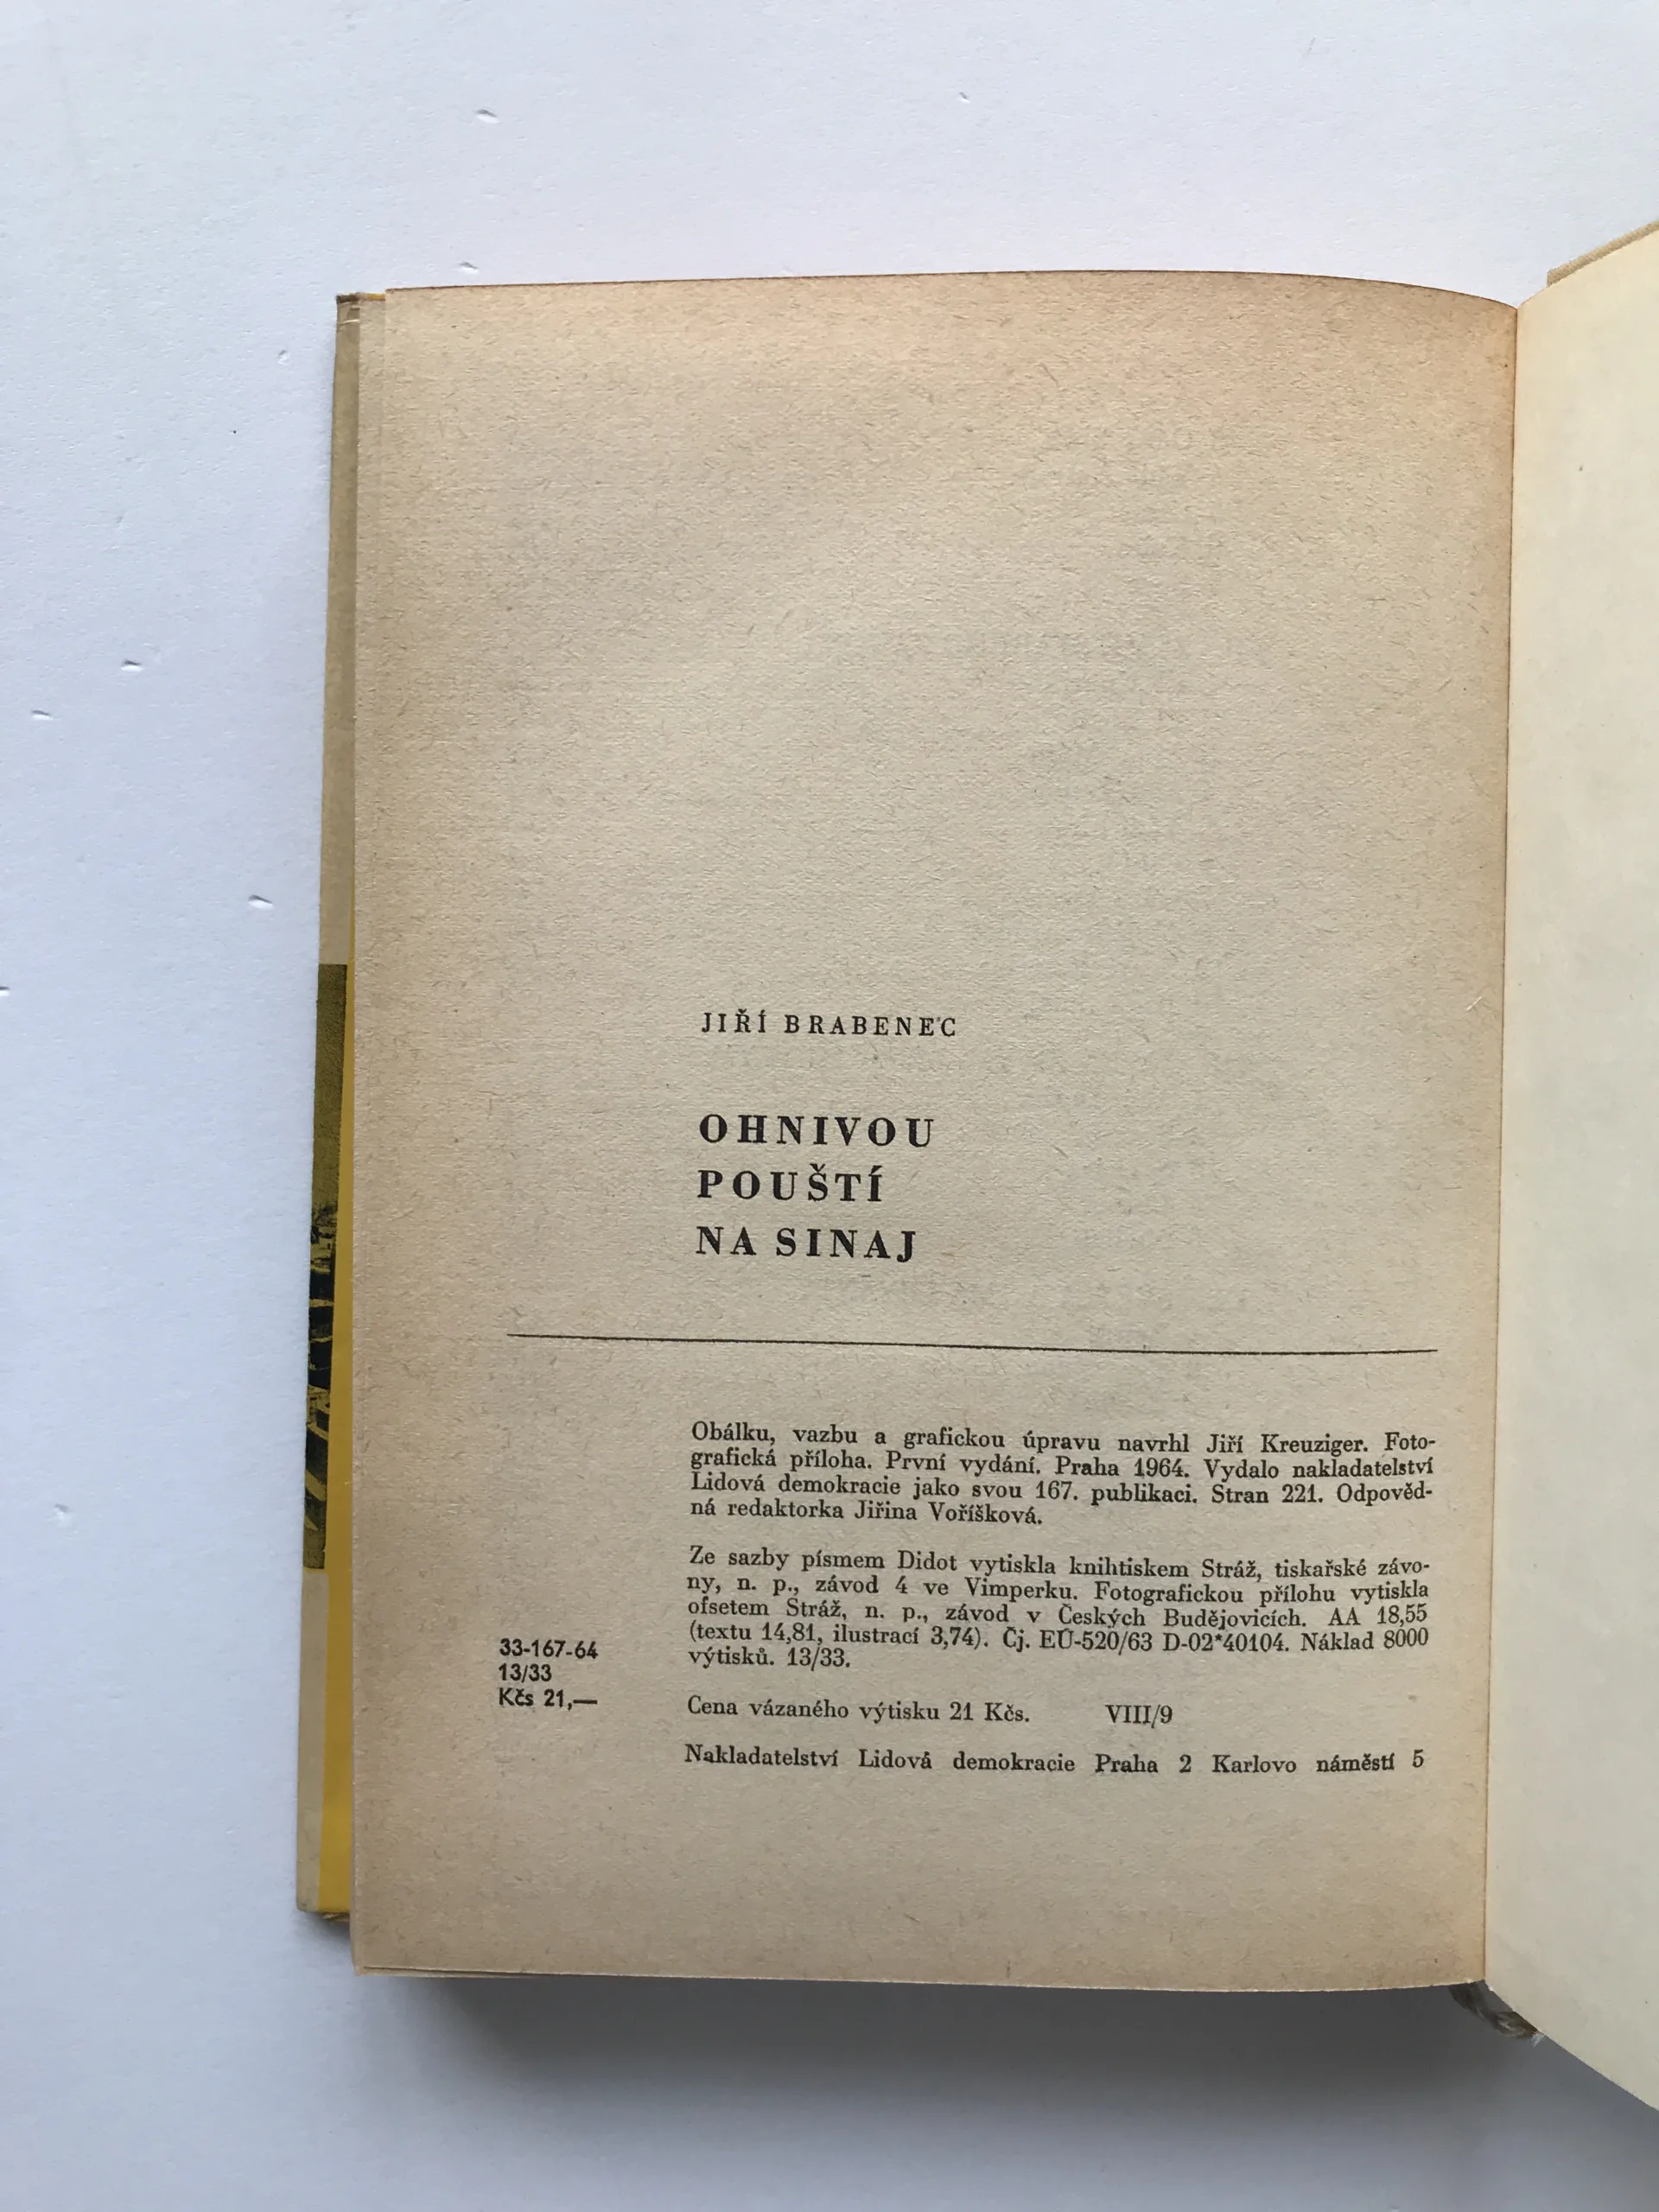 JIŘÍ BRABENEC
OHNIVOU
POUŠTÍ
NA SINAJ
Obálku, vazbu a grafickou úpravu navrhl Jiří Kreuziger. Foto-
grafická příloha. První vydání. Praha 1964. Vydalo nakladatelství
Lidová demokracie jako svou 167. publikaci. Stran 221. Odpověd-
ná redaktorka Jiřina Voříšková.
Ze sazby písmem Didot vytiskla knihtiskem Stráž, tiskařské závo-
ny, n. p., závod 4 ve Vimperku. Fotografickou přílohu vytiskla
ofsetem Stráž, n. p., závod v Českých Budějovicích. AA 18,55
(textu 14,81, ilustrací 3,74). Čj. EÚ-520/63 D-02*40104. Náklad 8000
výtisků. 13/33.
33-167-64
13/33
Kčs 21,—
Cena vázaného výtisku 21 Kčs. VIII/9
Nakladatelství Lidová demokracie Praha 2 Karlovo náměstí 5